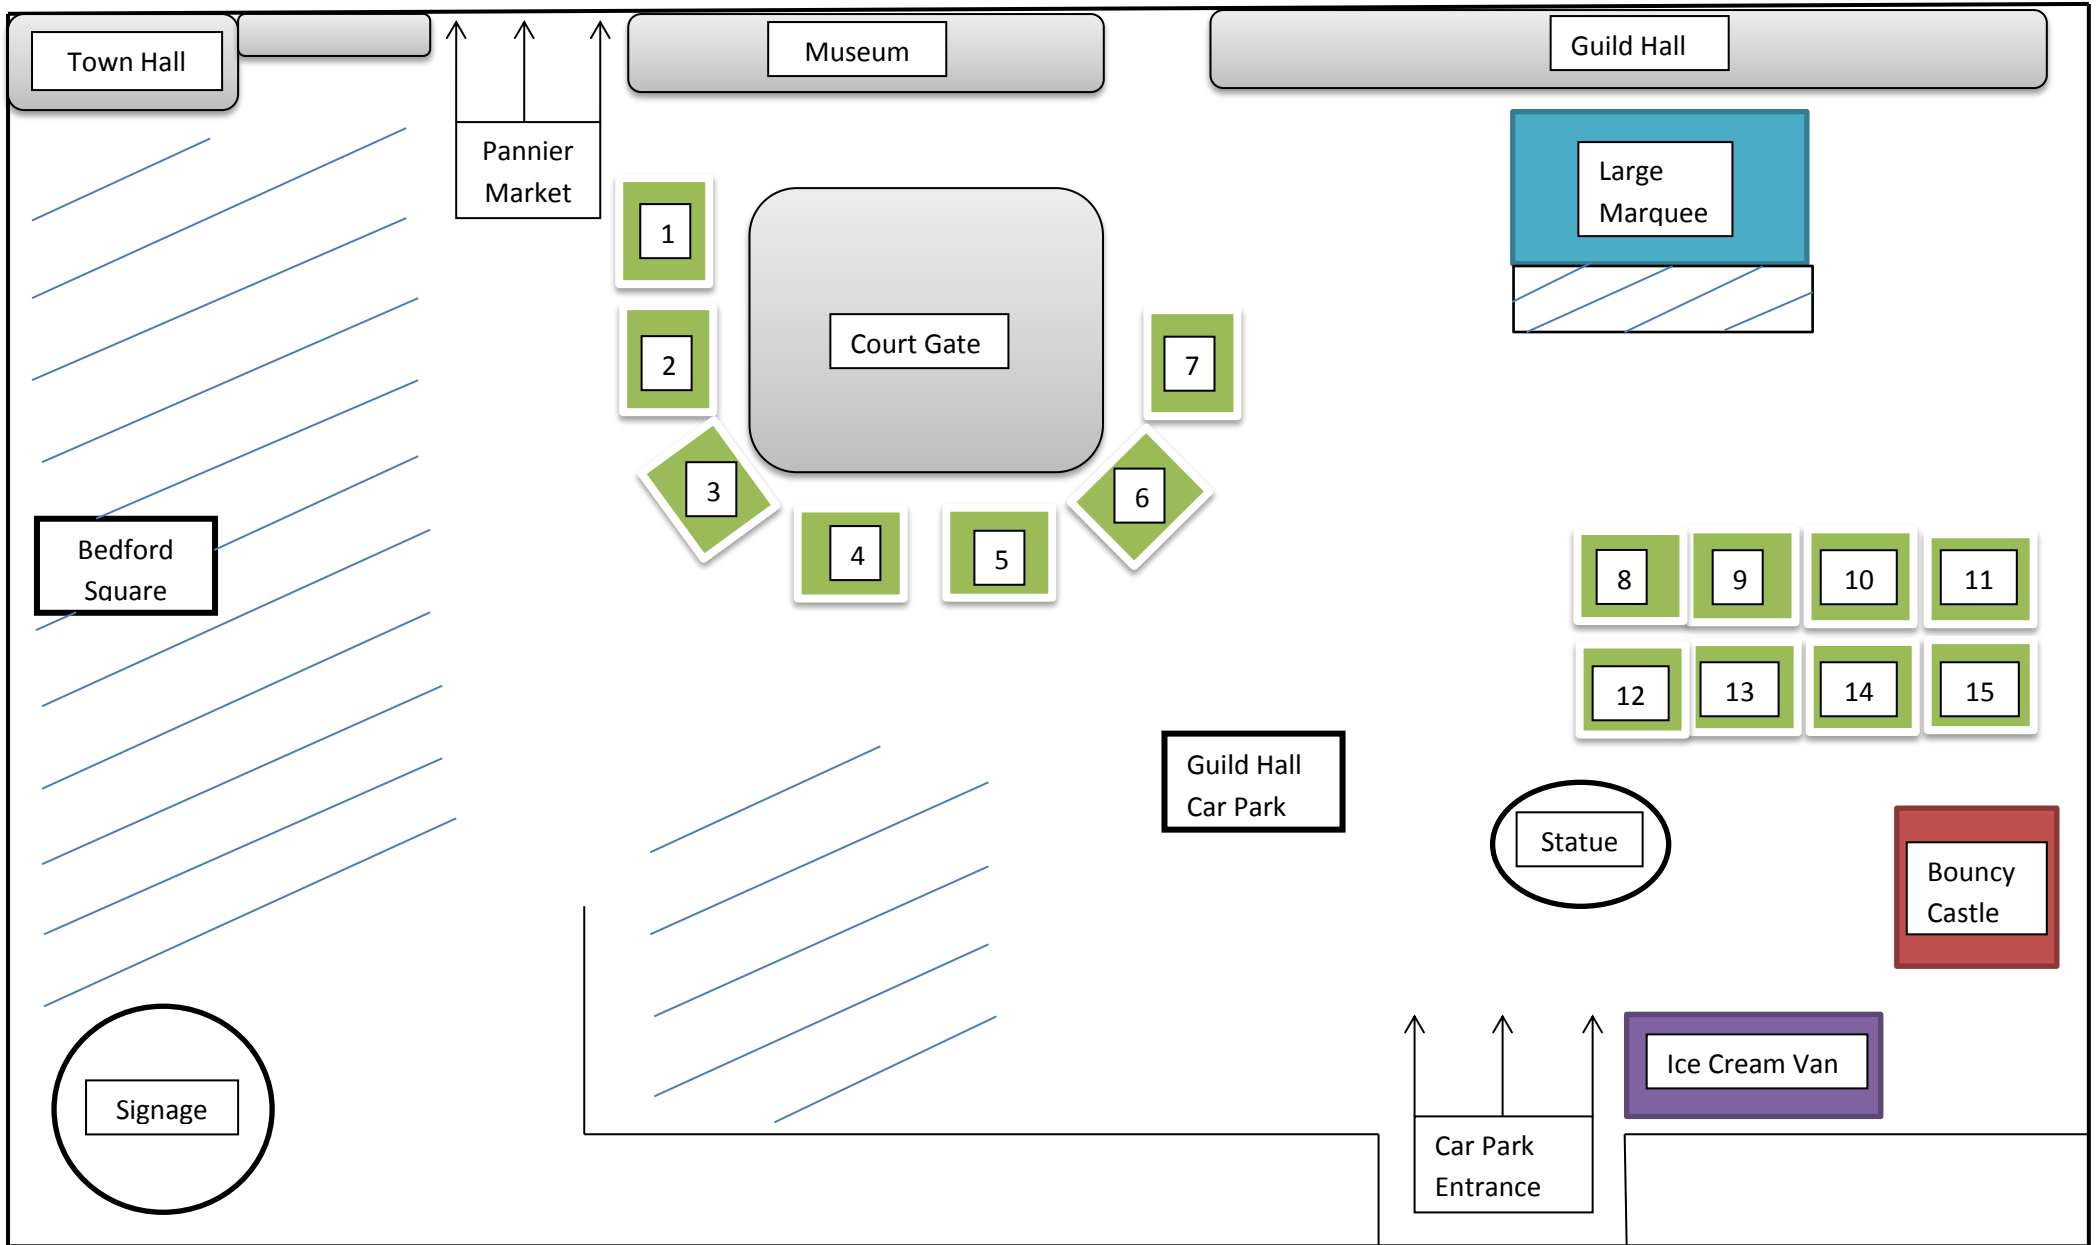 Town Hall
Museum
Guild Hall
Pannier
Market
Large
Marquee
1
2
3
4
5
6
7
Court Gate
Bedford
Square
8
9
10
11
12
13
14
15
Guild Hall
Car Park
Statue
Bouncy
Castle
Ice Cream Van
Signage
Car Park
Entrance